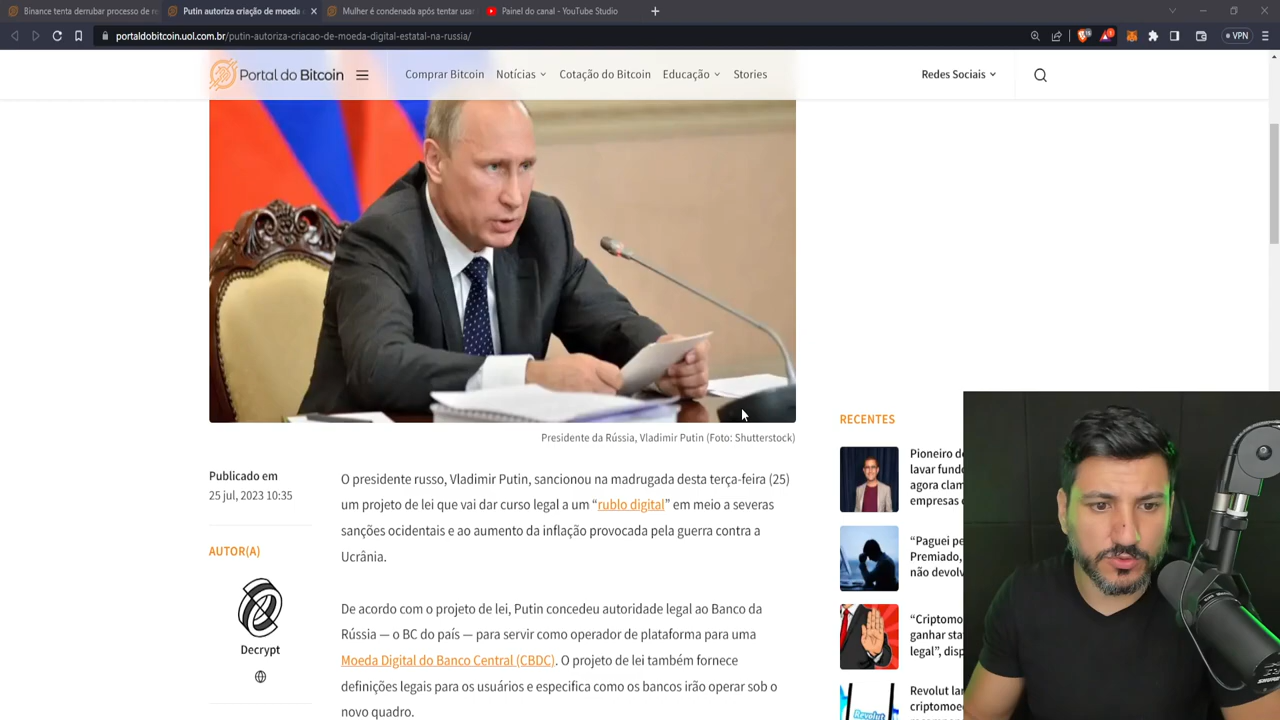 Binance tenta derrubar processo de re
Putin autoriza criação de moeda
Mulher é condenada após tentar usar
Painel do canal - YouTube Studio
portaldobitcoin.uol.com.br/putin-autoriza-criacao-de-moeda-digital-estatal-na-russia/
VPN
Portal do Bitcoin
Comprar Bitcoin Notícias Cotação do Bitcoin Educação Stories
Redes Sociais
Presidente da Rússia, Vladimir Putin (Foto: Shutterstock)
Publicado em
25 jul, 2023 10:35
AUTOR(A)
Decrypt
O presidente russo, Vladimir Putin, sancionou na madrugada desta terça-feira (25)
um projeto de lei que vai dar curso legal a um “rublo digital” em meio a severas
sanções ocidentais e ao aumento da inflação provocada pela guerra contra a
Ucrânia.
De acordo com o projeto de lei, Putin concedeu autoridade legal ao Banco da
Rússia — o BC do país — para servir como operador de plataforma para uma
Moeda Digital do Banco Central (CBDC). O projeto de lei também fornece
definições legais para os usuários e especifica como os bancos irão operar sob o
novo quadro.
RECENTES
Pioneiro de
lavar fund
agora clam
empresas c
“Paguei pe
Premiado,
não devolv
“Criptomo
ganhar sta
legal”, disp
Revolut lan
criptomoed
Revolut